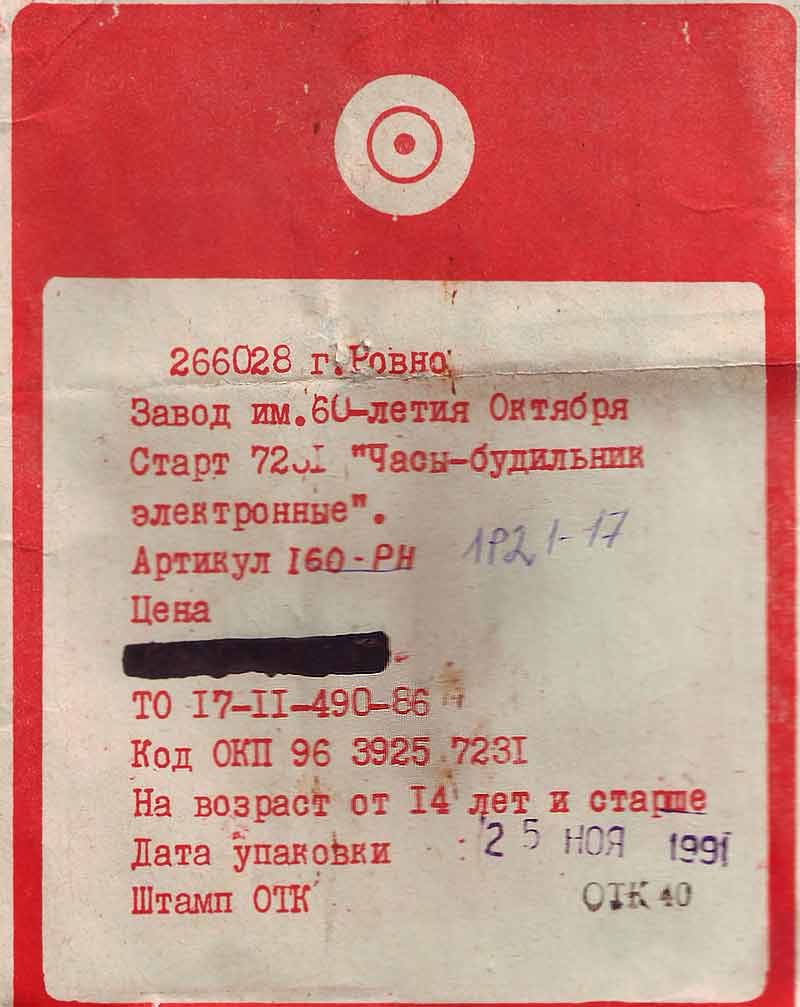 266028 г.Ровно
Завод им.60-летия Октября
Старт 7231 "Часы-будильник
электронные".
Артикул I60-РН 1Р21-17
Цена
ТО I7-II-490-86
Код ОКП 96 3925 723I
На возраст от I4 лет и старше
Дата упаковки : 25 НОЯ 1991
Штамп ОТК ОТК 40